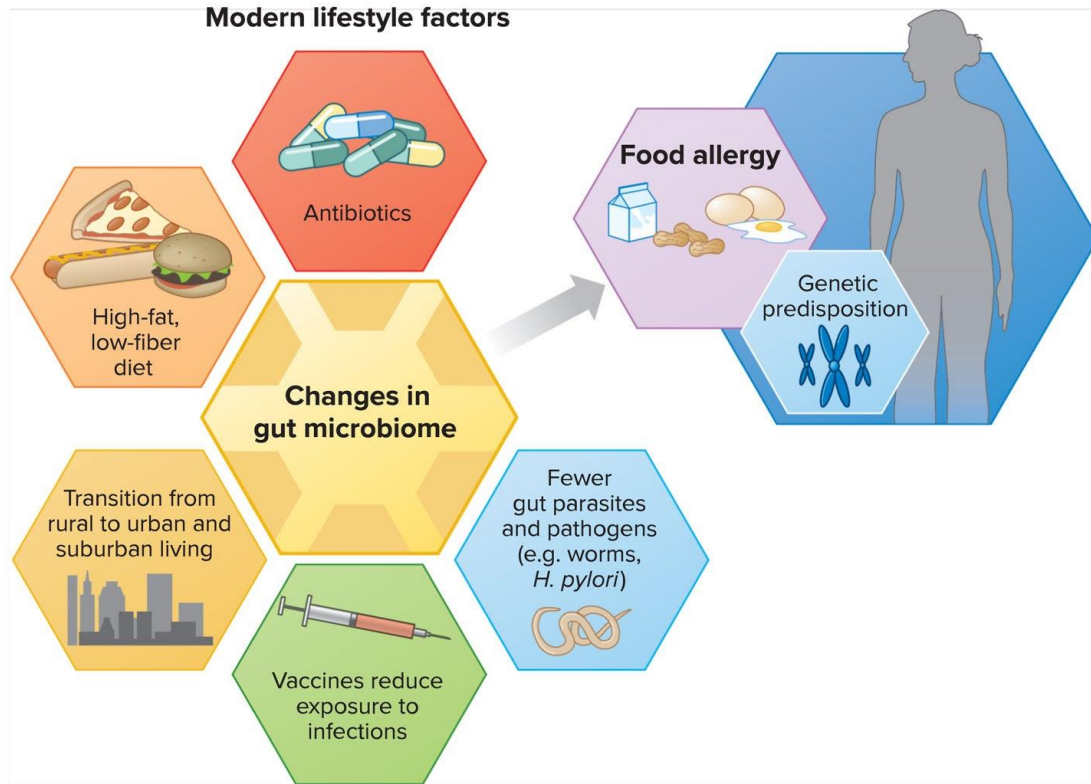 Modern lifestyle factors
Antibiotics
High-fat,
low-fiber
diet
Changes in
gut microbiome
Transition from
rural to urban and
suburban living
Vaccines reduce
exposure to
infections
Fewer
gut parasites
and pathogens
(e.g. worms,
H. pylori)
Food allergy
Genetic
predisposition